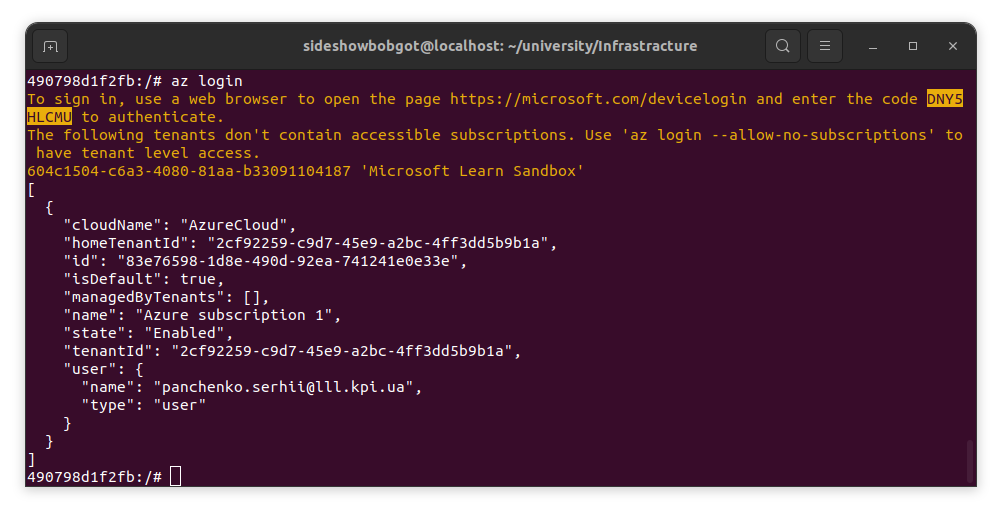 sideshowbobgot@localhost: ~/university/Infrastracture
490798d1f2fb:/# az login
To sign in, use a web browser to open the page https://microsoft.com/devicelogin and enter the code DNY5
HLCMU to authenticate.
The following tenants don't contain accessible subscriptions. Use 'az login --allow-no-subscriptions' to
 have tenant level access.
604c1504-c6a3-4080-81aa-b33091104187 'Microsoft Learn Sandbox'
[
  {
    "cloudName": "AzureCloud",
    "homeTenantId": "2cf92259-c9d7-45e9-a2bc-4ff3dd5b9b1a",
    "id": "83e76598-1d8e-490d-92ea-741241e0e33e",
    "isDefault": true,
    "managedByTenants": [],
    "name": "Azure subscription 1",
    "state": "Enabled",
    "tenantId": "2cf92259-c9d7-45e9-a2bc-4ff3dd5b9b1a",
    "user": {
      "name": "panchenko.serhii@lll.kpi.ua",
      "type": "user"
    }
  }
]
490798d1f2fb:/#